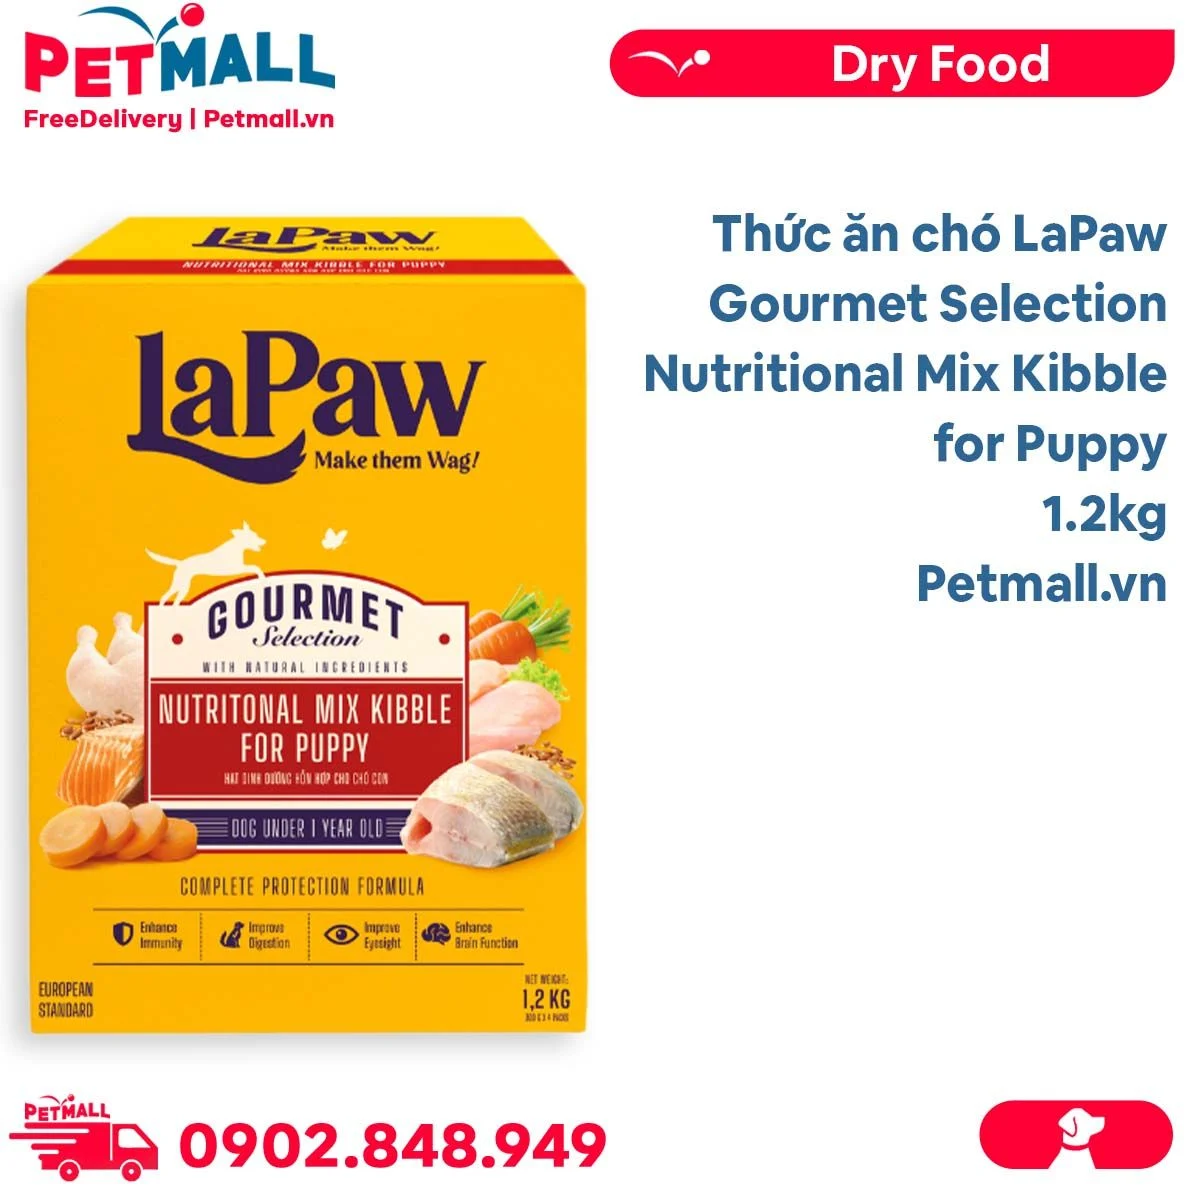 PETMALL
FreeDelivery | Petmall.vn
Dry Food
Thức ăn chó LaPaw
Gourmet Selection
Nutritional Mix Kibble
for Puppy
1.2kg
Petmall.vn
LaPaw
Make them Wag!
NUTRITIONAL MIX KIBBLE FOR PUPPY
LaPaw
Make them Wag!
GOURMET
Selection
WITH NATURAL INGREDIENTS
NUTRITONAL MIX KIBBLE
FOR PUPPY
HẠT DINH DƯỠNG HỖN HỢP CHO CHÓ CON
DOG UNDER 1 YEAR OLD
COMPLETE PROTECTION FORMULA
Enhance
Immunity
Improve
Digestion
Improve
Eyesight
Enhance
Brain Function
EUROPEAN
STANDARD
NET WEIGHT:
1,2 KG
300 G X 4 PACKS
PETMALL
0902.848.949